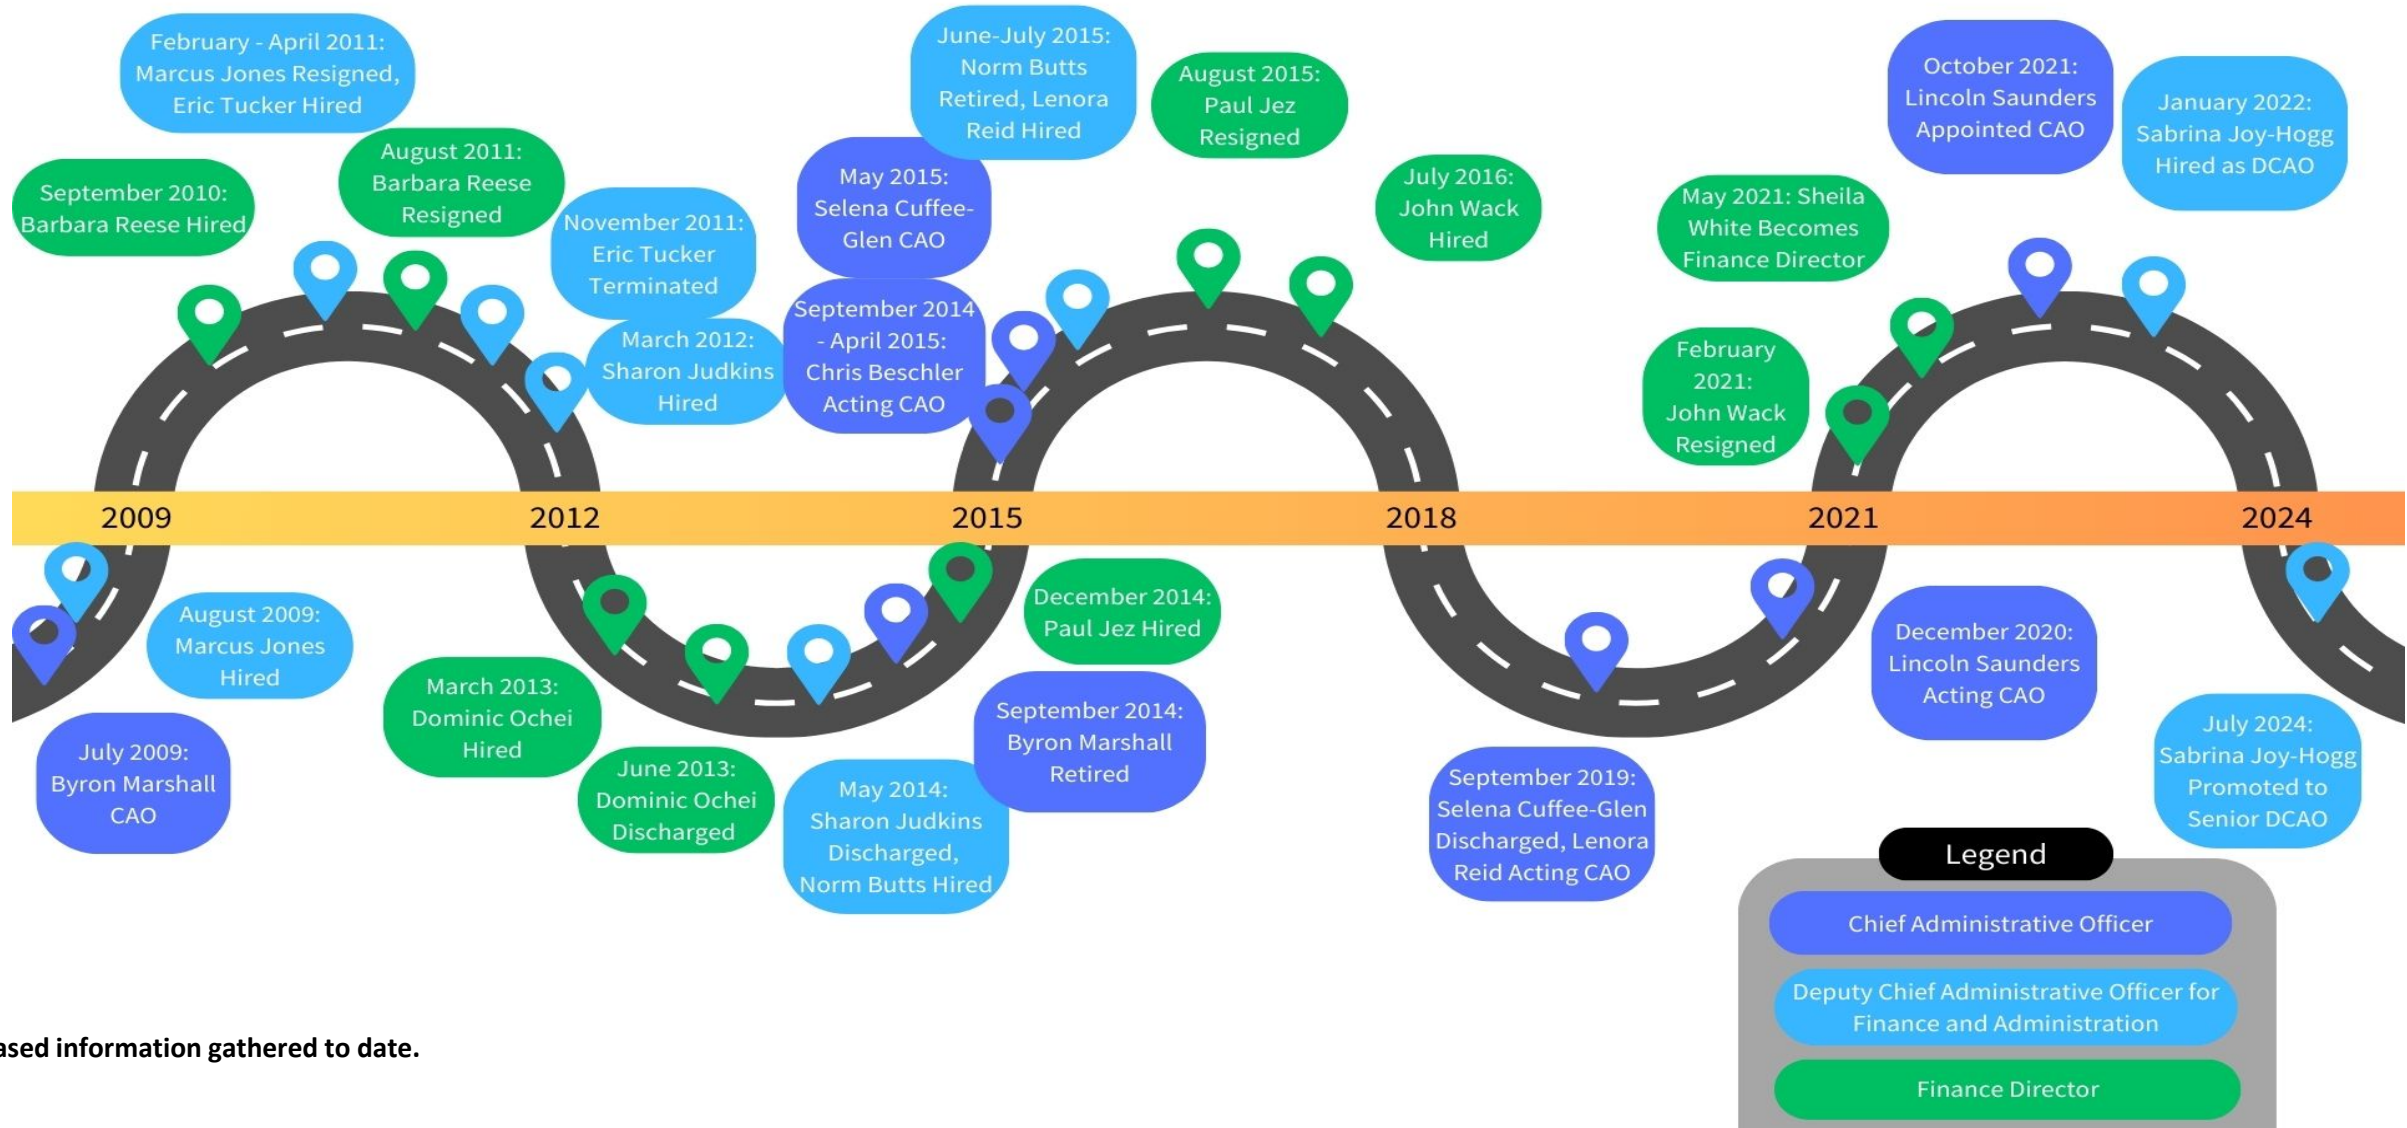 February - April 2011:
Marcus Jones Resigned,
Eric Tucker Hired
September 2010:
Barbara Reese Hired
August 2011:
Barbara Reese
Resigned
November 2011:
Eric Tucker
Terminated
March 2012:
Sharon Judkins
Hired
June-July 2015:
Norm Butts
Retired, Lenora
Reid Hired
May 2015:
Selena Cuffee-
Glen CAO
September 2014
- April 2015:
Chris Beschler
Acting CAO
August 2015:
Paul Jez
Resigned
July 2016:
John Wack
Hired
October 2021:
Lincoln Saunders
Appointed CAO
January 2022:
Sabrina Joy-Hogg
Hired as DCAO
May 2021: Sheila
White Becomes
Finance Director
February
2021:
John Wack
Resigned
2009 2012 2015 2018 2021 2024
August 2009:
Marcus Jones
Hired
July 2009:
Byron Marshall
CAO
March 2013:
Dominic Ochei
Hired
June 2013:
Dominic Ochei
Discharged
May 2014:
Sharon Judkins
Discharged,
Norm Butts Hired
December 2014:
Paul Jez Hired
September 2014:
Byron Marshall
Retired
September 2019:
Selena Cuffee-Glen
Discharged, Lenora
Reid Acting CAO
December 2020:
Lincoln Saunders
Acting CAO
July 2024:
Sabrina Joy-Hogg
Promoted to
Senior DCAO
Legend
Chief Administrative Officer
Deputy Chief Administrative Officer for
Finance and Administration
Finance Director
information gathered to date.